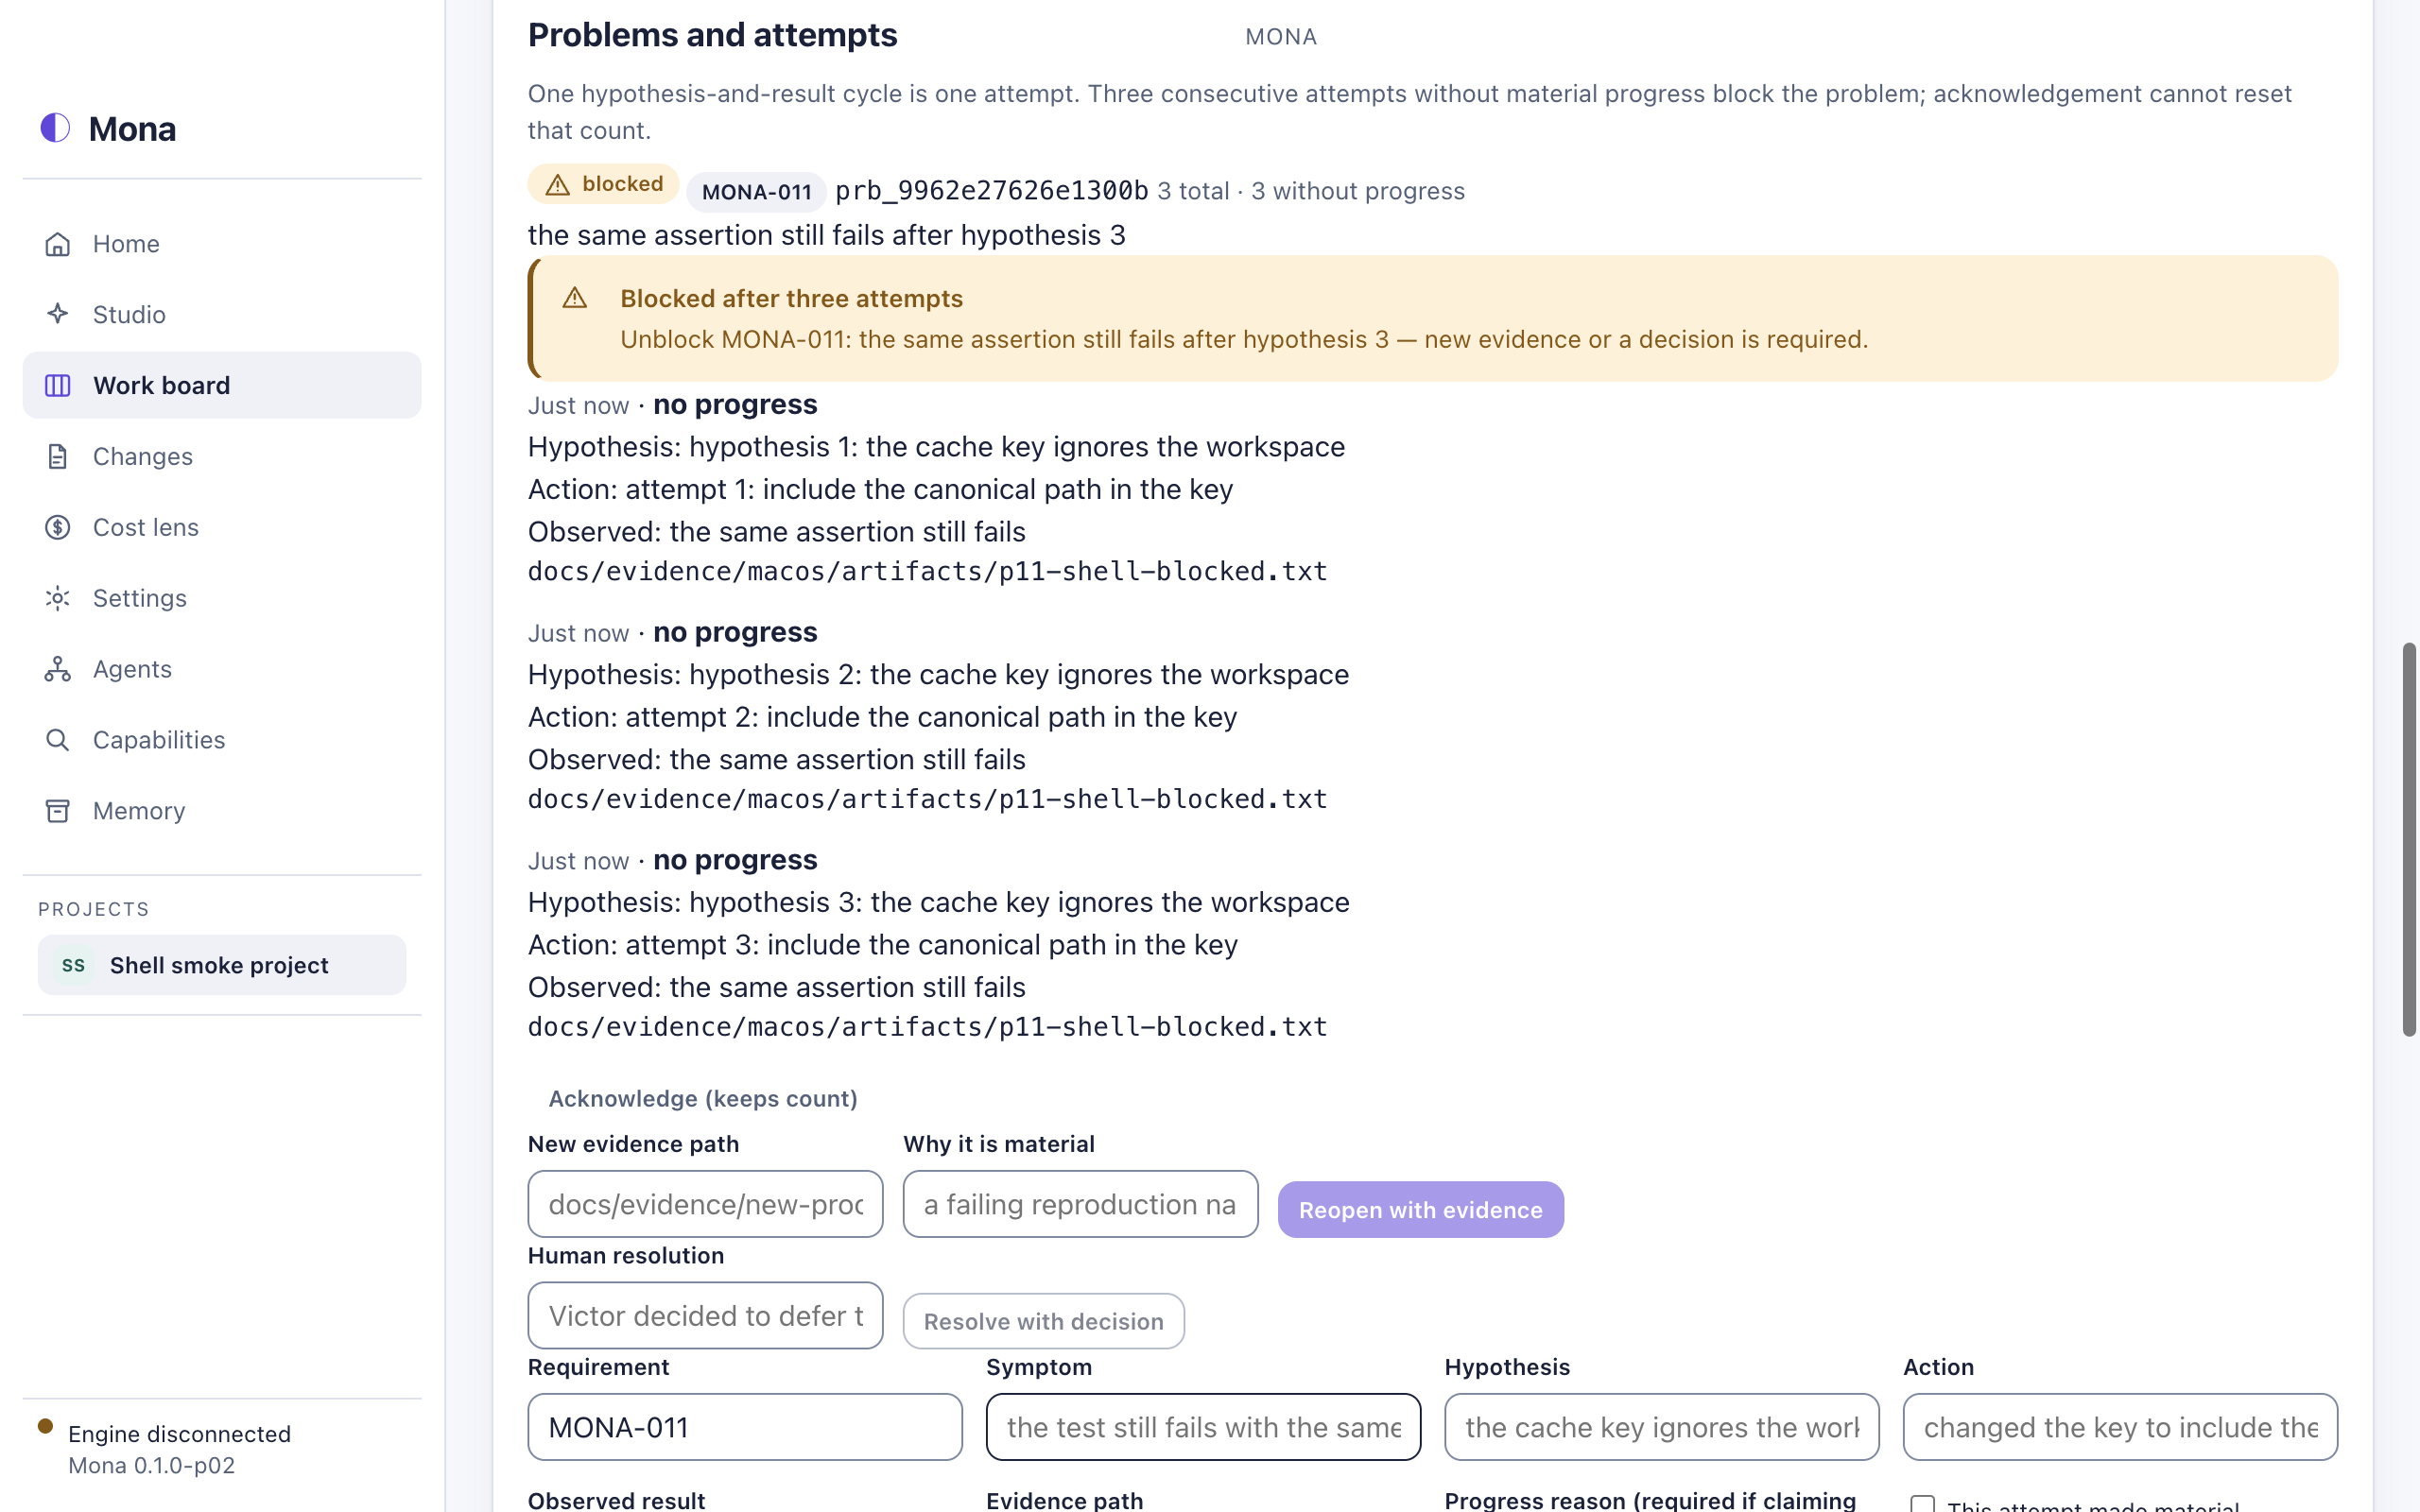 Mona
Home
Studio
Work board
Changes
Cost lens
Settings
Agents
Capabilities
Memory
PROJECTS
SS Shell smoke project
Engine disconnected
Mona 0.1.0-p02
Problems and attempts MONA
One hypothesis-and-result cycle is one attempt. Three consecutive attempts without material progress block the problem; acknowledgement cannot reset
that count.
blocked MONA-011 prb_9962e27626e1300b 3 total · 3 without progress
the same assertion still fails after hypothesis 3
Blocked after three attempts
Unblock MONA-011: the same assertion still fails after hypothesis 3 — new evidence or a decision is required.
Just now · no progress
Hypothesis: hypothesis 1: the cache key ignores the workspace
Action: attempt 1: include the canonical path in the key
Observed: the same assertion still fails
docs/evidence/macos/artifacts/p11-shell-blocked.txt
Just now · no progress
Hypothesis: hypothesis 2: the cache key ignores the workspace
Action: attempt 2: include the canonical path in the key
Observed: the same assertion still fails
docs/evidence/macos/artifacts/p11-shell-blocked.txt
Just now · no progress
Hypothesis: hypothesis 3: the cache key ignores the workspace
Action: attempt 3: include the canonical path in the key
Observed: the same assertion still fails
docs/evidence/macos/artifacts/p11-shell-blocked.txt
Acknowledge (keeps count)
New evidence path Why it is material
docs/evidence/new-proc a failing reproduction na Reopen with evidence
Human resolution
Victor decided to defer t Resolve with decision
Requirement Symptom Hypothesis Action
MONA-011 the test still fails with the same the cache key ignores the work changed the key to include the
Observed result Evidence path Progress reason (required if claiming This attempt made material